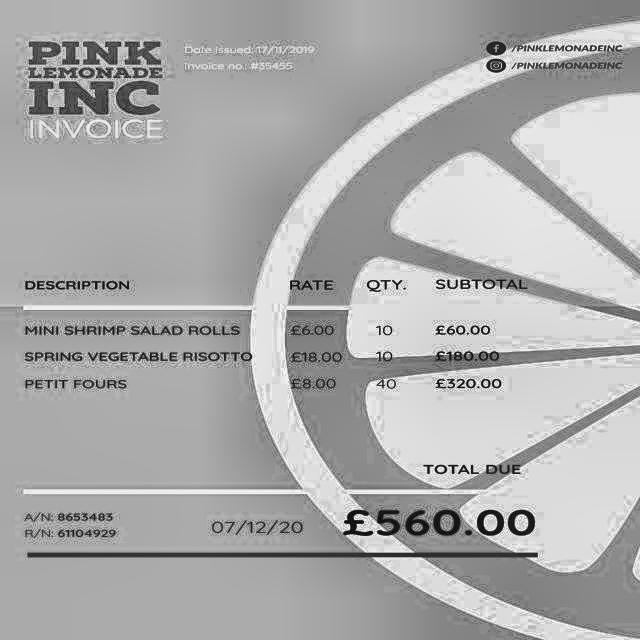 PINK
LEMONADE
INC
INVOICE
Date issued: 17/11/2019
Invoice no.: #35455
/PINKLEMONADEINC
/PINKLEMONADEINC
DESCRIPTION RATE QTY. SUBTOTAL
MINI SHRIMP SALAD ROLLS £6.00 10 £60.00
SPRING VEGETABLE RISOTTO £18.00 10 £180.00
PETIT FOURS £8.00 40 £320.00
TOTAL DUE
A/N: 8653483
R/N: 61104929
07/12/20
£560.00